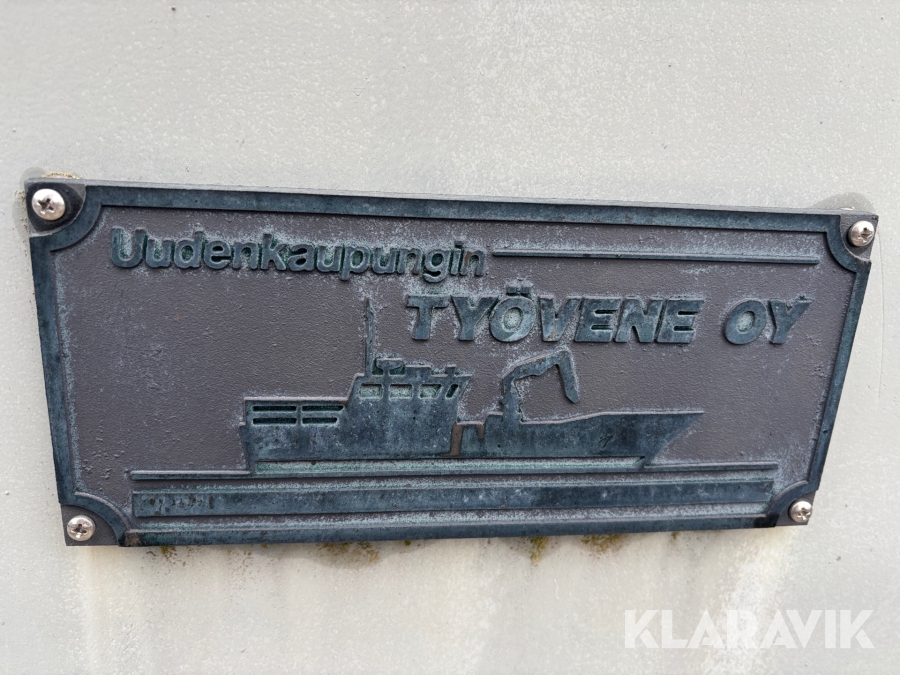 Uudenkaupungin
TYÖVENE OY
KLARAVIK